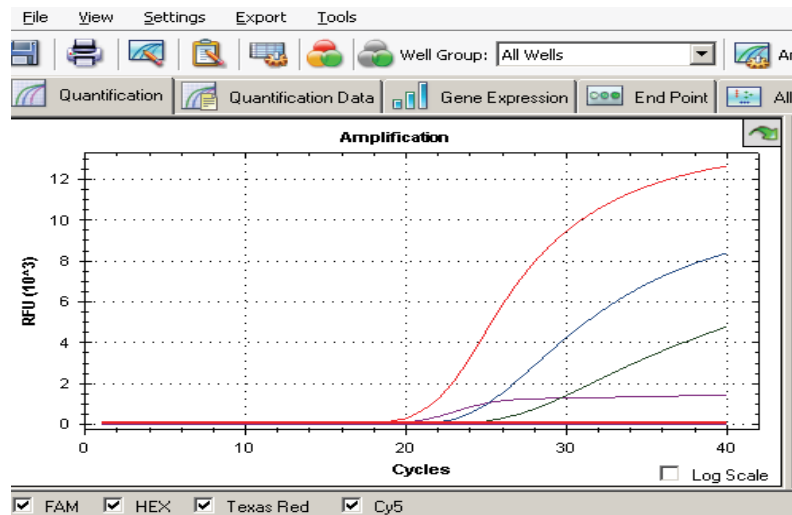 File View Settings Export Tools
Well Group: All Wells An
Quantification Quantification Data Gene Expression End Point All
Amplification
12
10
8
6
4
2
0
RFU (10^3)
0 10 20 30 40
Cycles
Log Scale
FAM HEX Texas Red Cy5